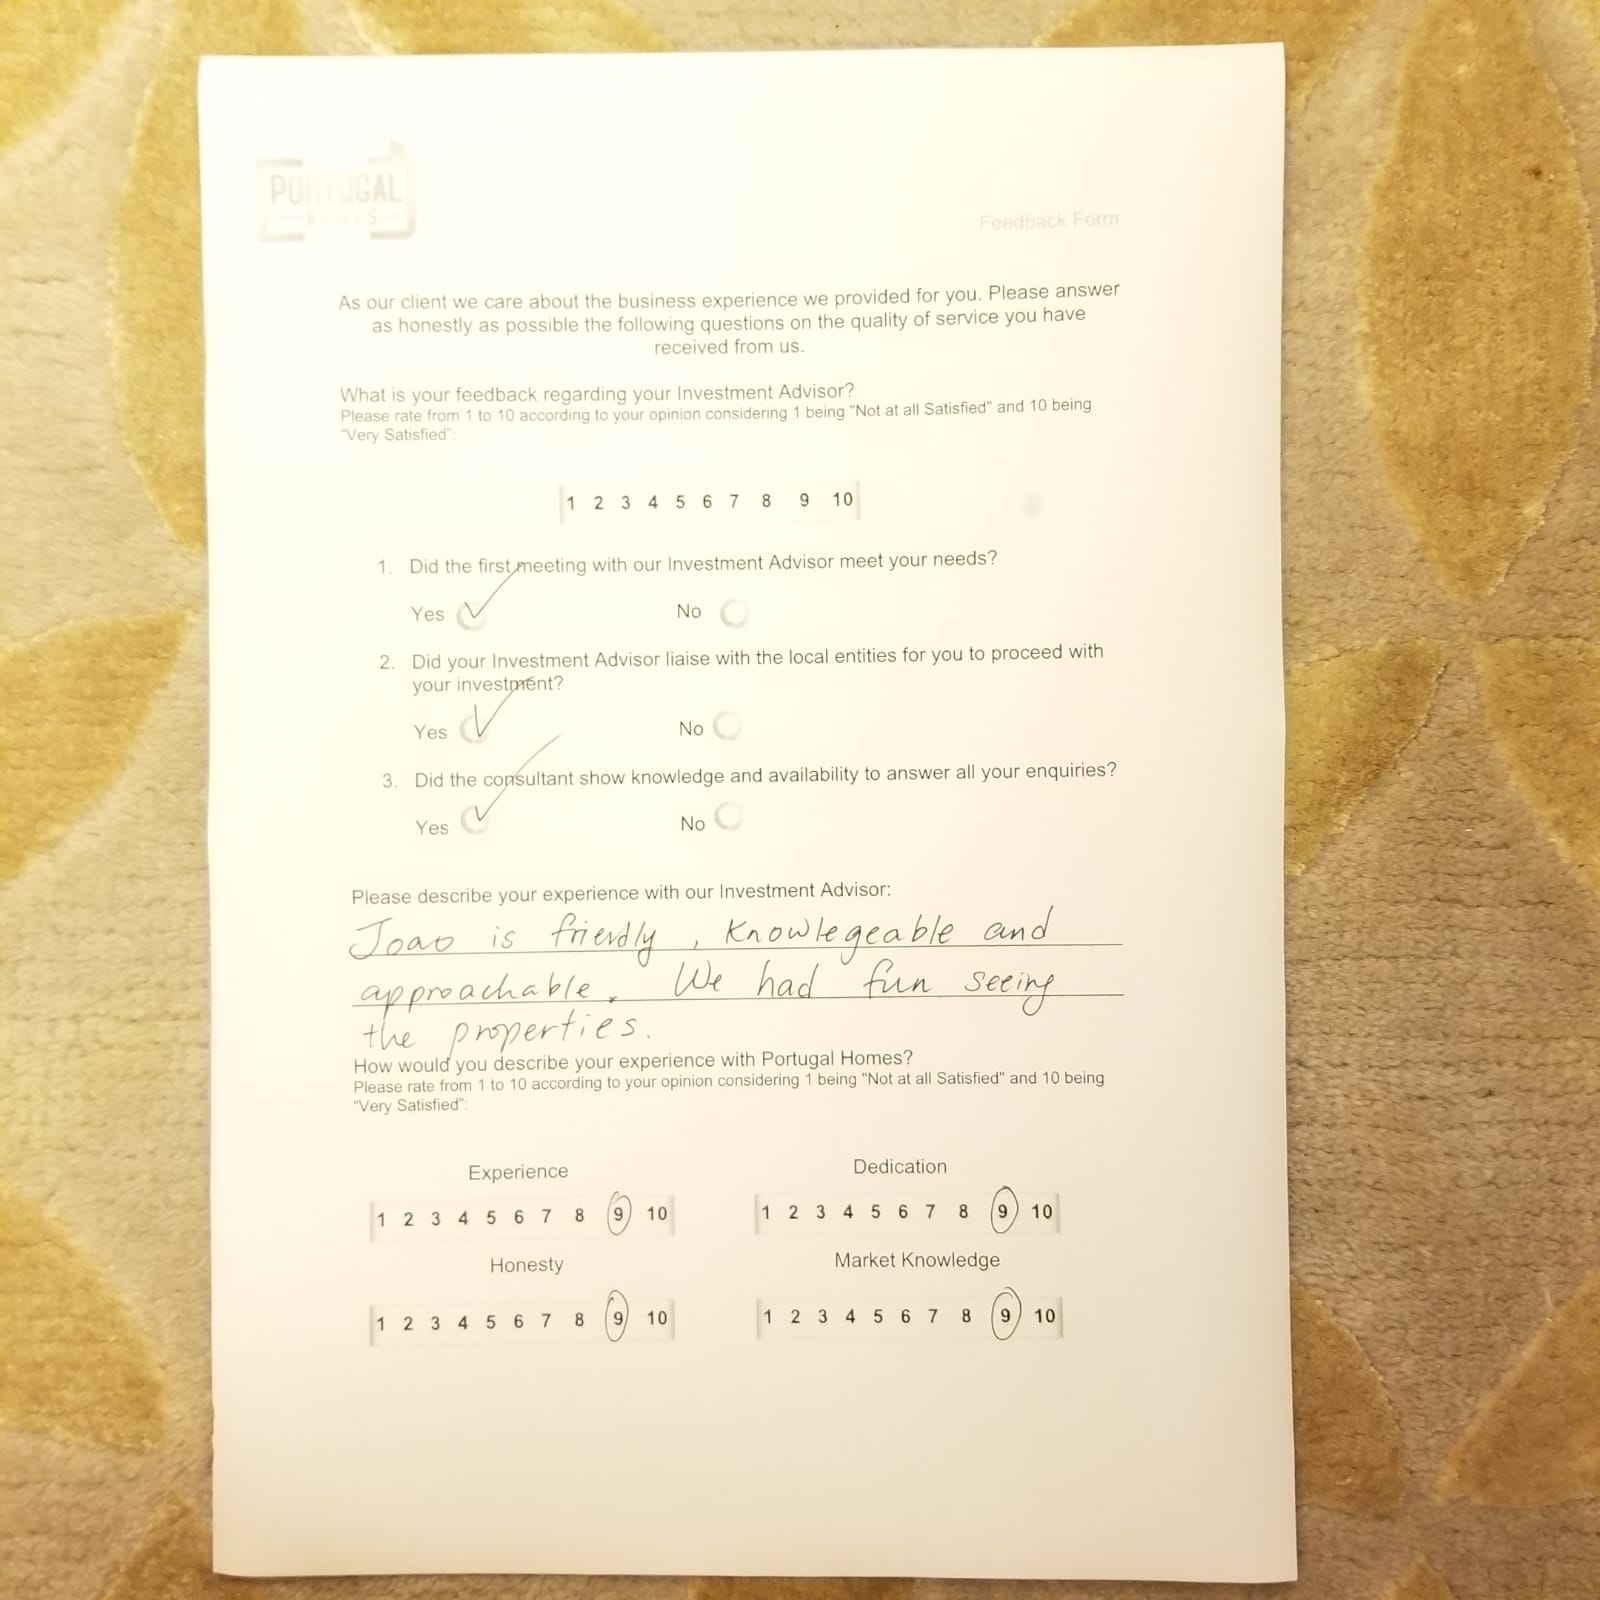 PORTUGAL
HOMES
Feedback Form
As our client we care about the business experience we provided for you. Please answer
as honestly as possible the following questions on the quality of service you have
received from us.
What is your feedback regarding your Investment Advisor?
Please rate from 1 to 10 according to your opinion considering 1 being "Not at all Satisfied" and 10 being
"Very Satisfied":
1 2 3 4 5 6 7 8 9 10
1. Did the first meeting with our Investment Advisor meet your needs?
Yes No
2. Did your Investment Advisor liaise with the local entities for you to proceed with
your investment?
Yes No
3. Did the consultant show knowledge and availability to answer all your enquiries?
Yes No
Please describe your experience with our Investment Advisor:
Joao is friendly, knowlegeable and
approachable. We had fun seeing
the properties.
How would you describe your experience with Portugal Homes?
Please rate from 1 to 10 according to your opinion considering 1 being "Not at all Satisfied" and 10 being
"Very Satisfied":
Experience Dedication
1 2 3 4 5 6 7 8 9 10 1 2 3 4 5 6 7 8 9 10
Honesty Market Knowledge
1 2 3 4 5 6 7 8 9 10 1 2 3 4 5 6 7 8 9 10